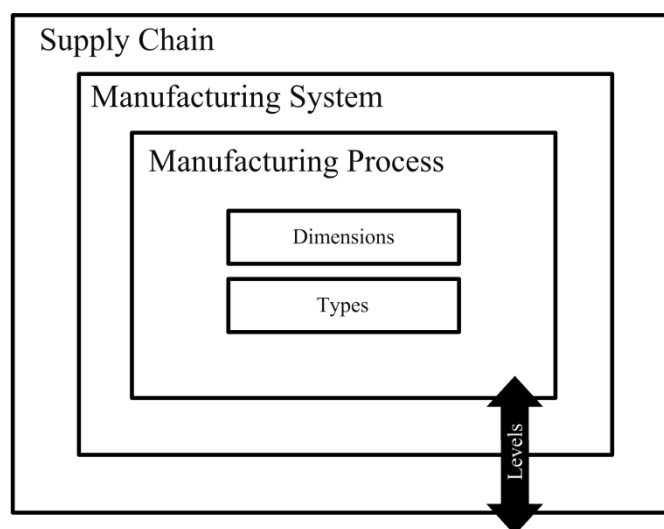 Supply Chain
Manufacturing System
Manufacturing Process
Dimensions
Types
Levels